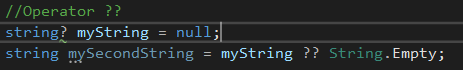 //Operator ??
string? myString = null;
string mySecondString = myString ?? String.Empty;